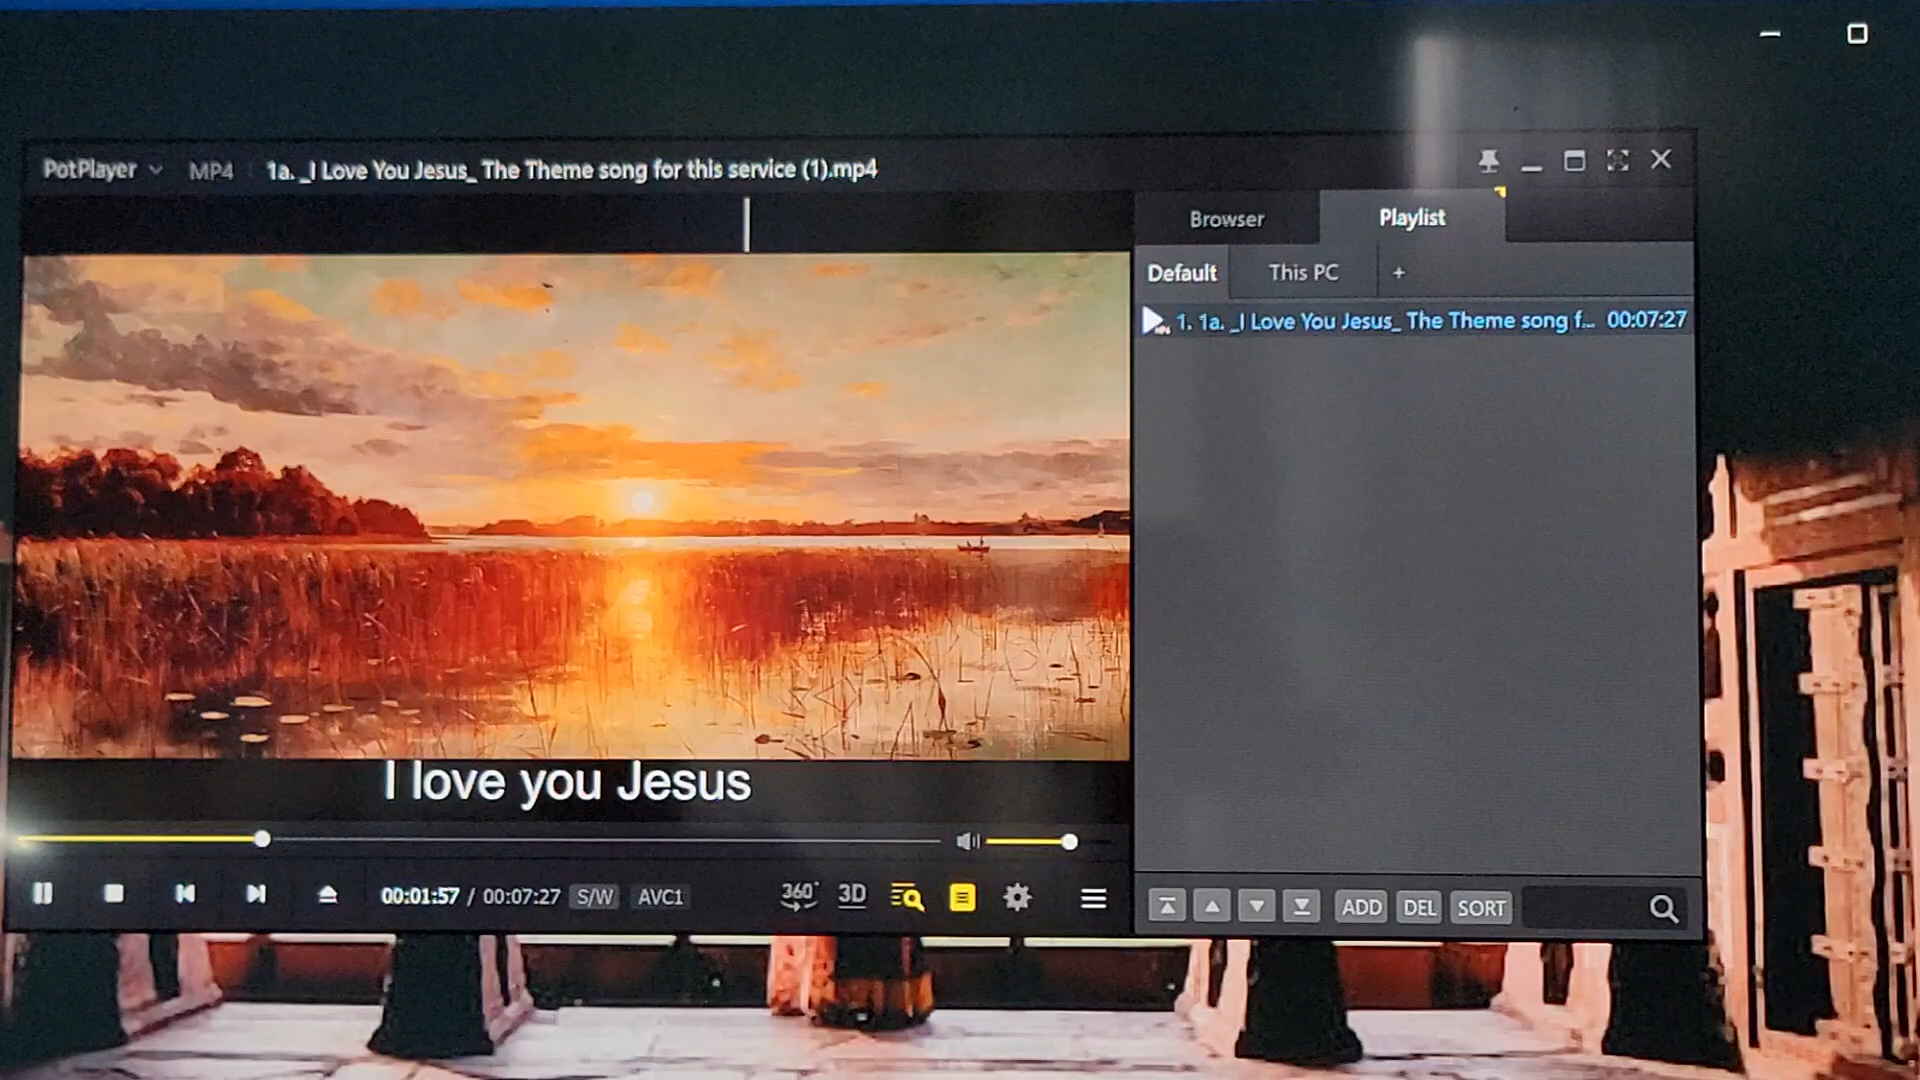 PotPlayer MP4 1a. _I Love You Jesus_ The Theme song for this service (1).mp4
Browser Playlist
Default This PC +
1. 1a. _I Love You Jesus_ The Theme song f... 00:07:27
I love you Jesus
00:01:57 / 00:07:27 S/W AVC1 360° 3D
ADD DEL SORT